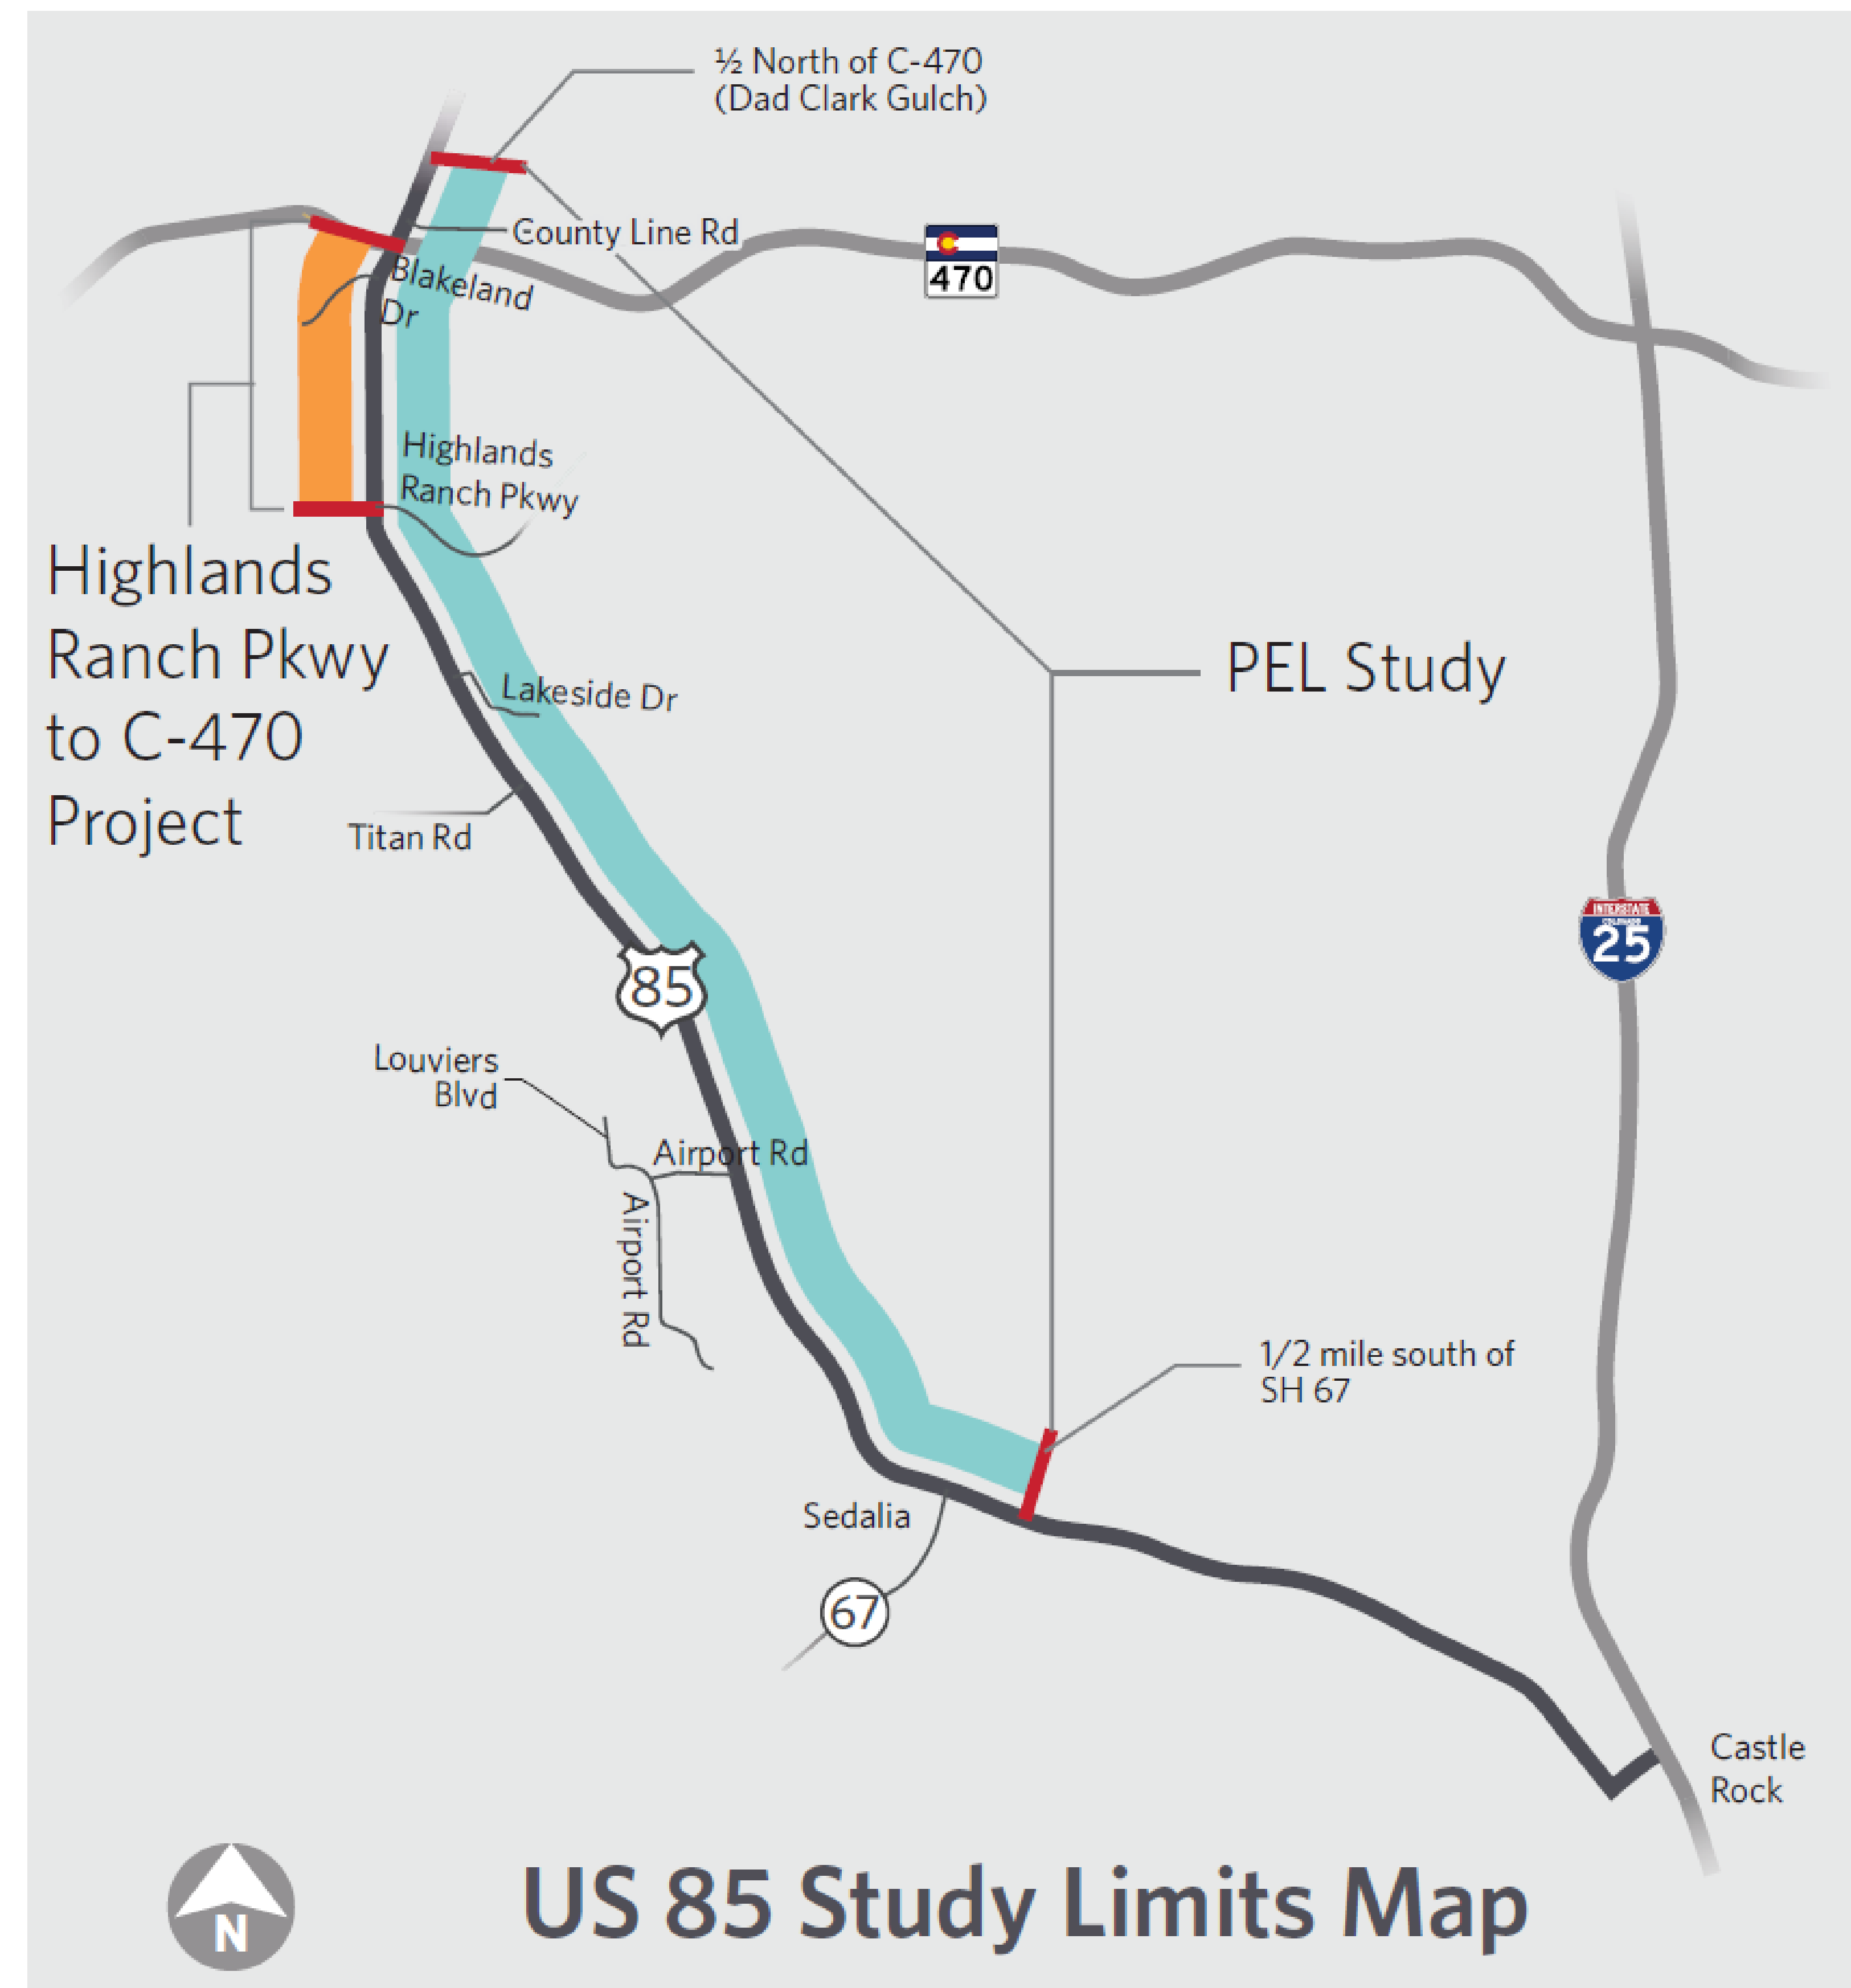 ½ North of C-470
(Dad Clark Gulch)
County Line Rd
470
Blakeland
Dr
Highlands
Ranch Pkwy
Highlands
Ranch Pkwy
to C-470
Project
PEL Study
Lakeside Dr
Titan Rd
INTERSTATE
COLORADO
25
85
Louviers
Blvd
Airport Rd
Airport Rd
1/2 mile south of
SH 67
Sedalia
67
Castle
Rock
N
US 85 Study Limits Map